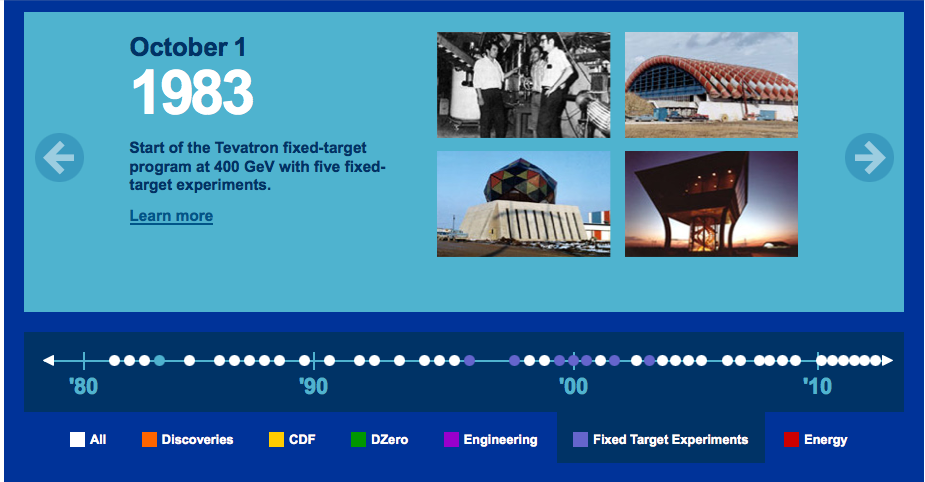 October 1
1983
Start of the Tevatron fixed-target
program at 400 GeV with five fixed-
target experiments.
Learn more
'80 '90 '00 '10
All Discoveries CDF DZero Engineering Fixed Target Experiments Energy